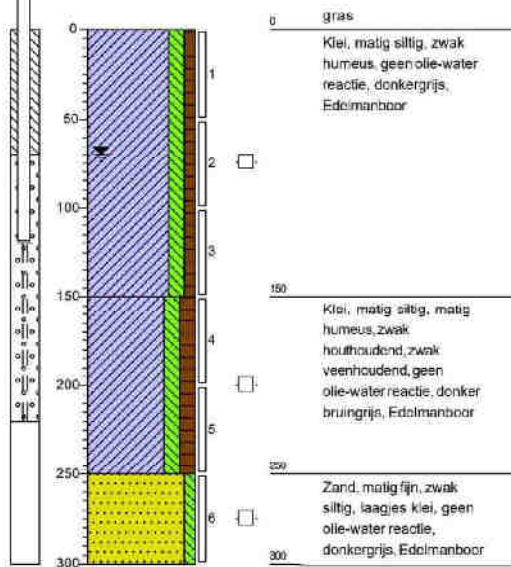 0
gras
0
Klei, matig siltig, zwak
humeus, geen olie-water
reactie, donkergrijs,
Edelmanboor
1
50
2
100
3
150
150
Klei, matig siltig, matig
humeus, zwak
houthoudend, zwak
veenhoudend, geen
olie-water reactie, donker
bruingrijs, Edelmanboor
4
200
5
250
250
Zand, matig fijn, zwak
siltig, laagjes klei, geen
olie-water reactie,
donkergrijs, Edelmanboor
6
300
300